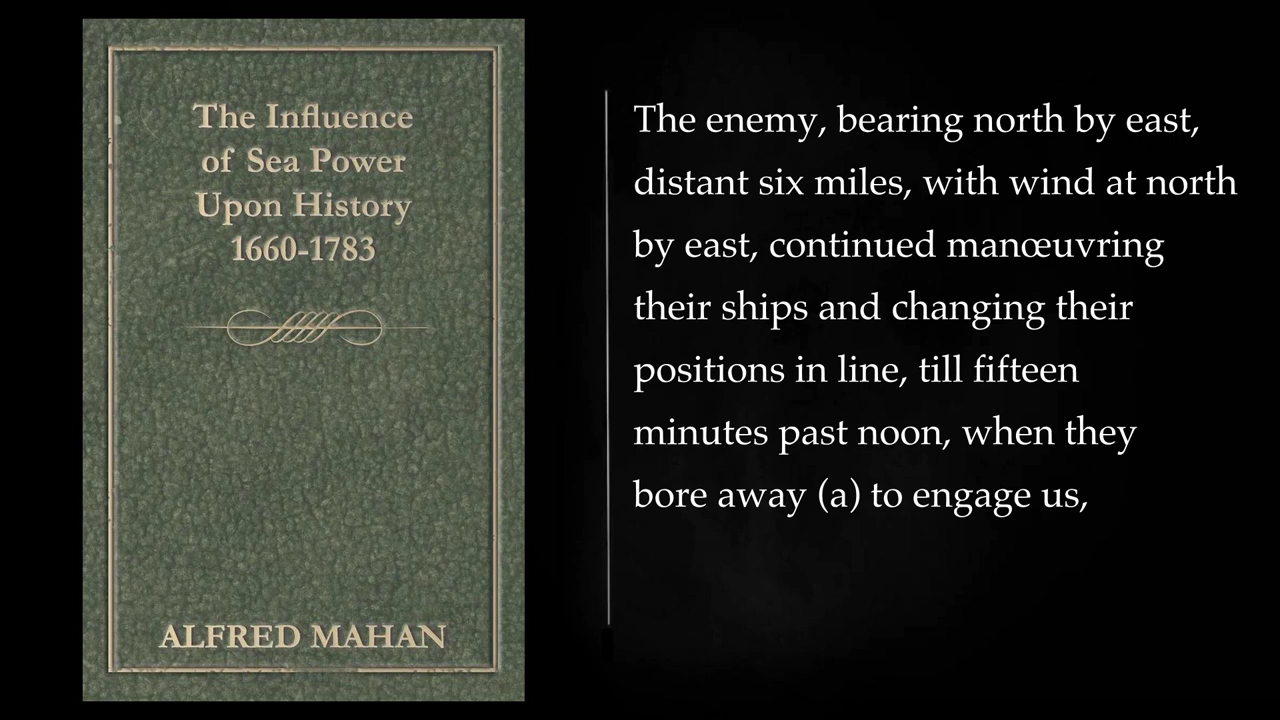 The Influence
of Sea Power
Upon History
1660-1783
ALFRED MAHAN
The enemy, bearing north by east,
distant six miles, with wind at north
by east, continued manœuvring
their ships and changing their
positions in line, till fifteen
minutes past noon, when they
bore away (a) to engage us,